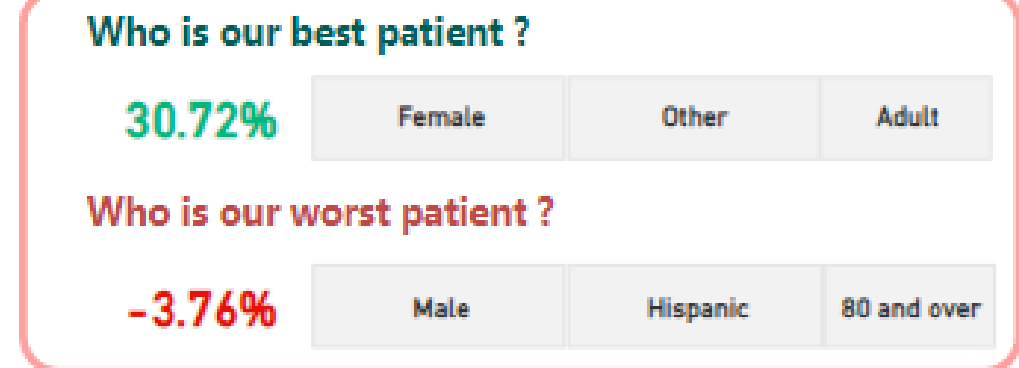 Who is our best patient ?
30.72% Female Other Adult
Who is our worst patient ?
-3.76% Male Hispanic 80 and over